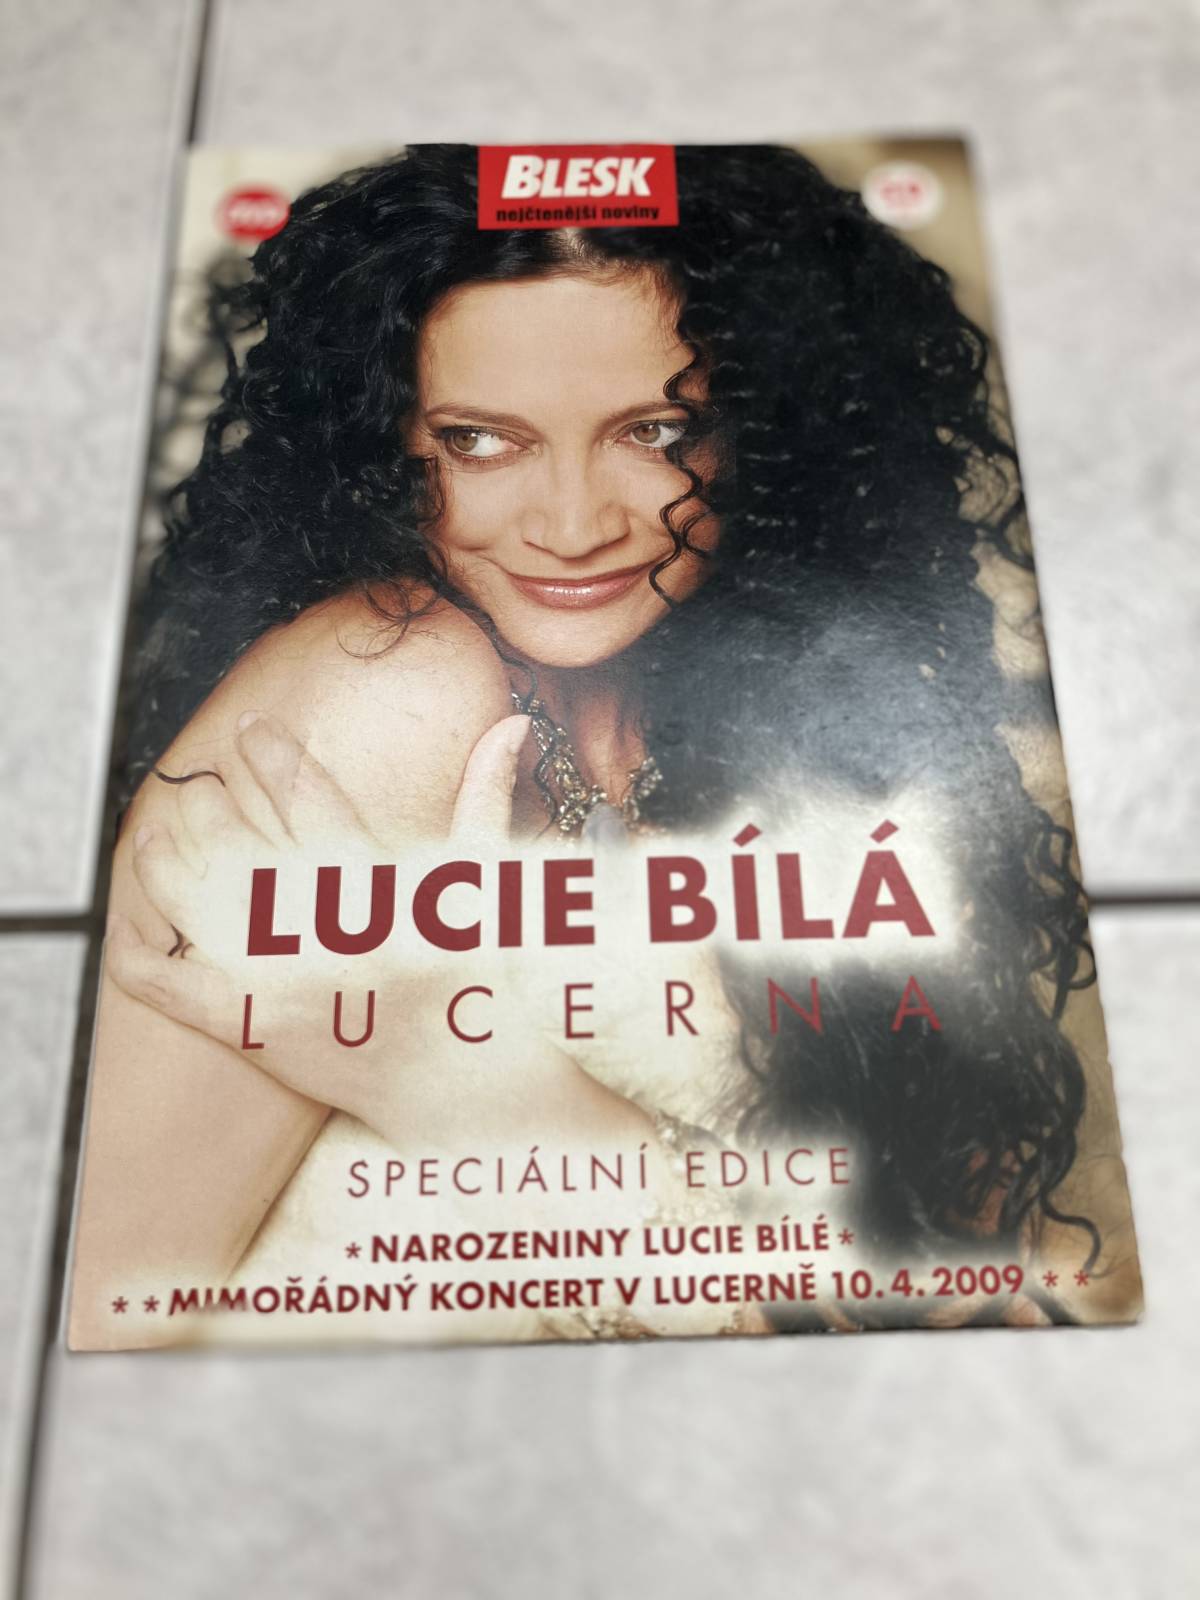 BLESK
nejčtenější noviny
LUCIE BÍLÁ
LUCERNA
SPECIÁLNÍ EDICE
* NAROZENINY LUCIE BÍLÉ *
* * MIMOŘÁDNÝ KONCERT V LUCERNĚ 10. 4. 2009 * *